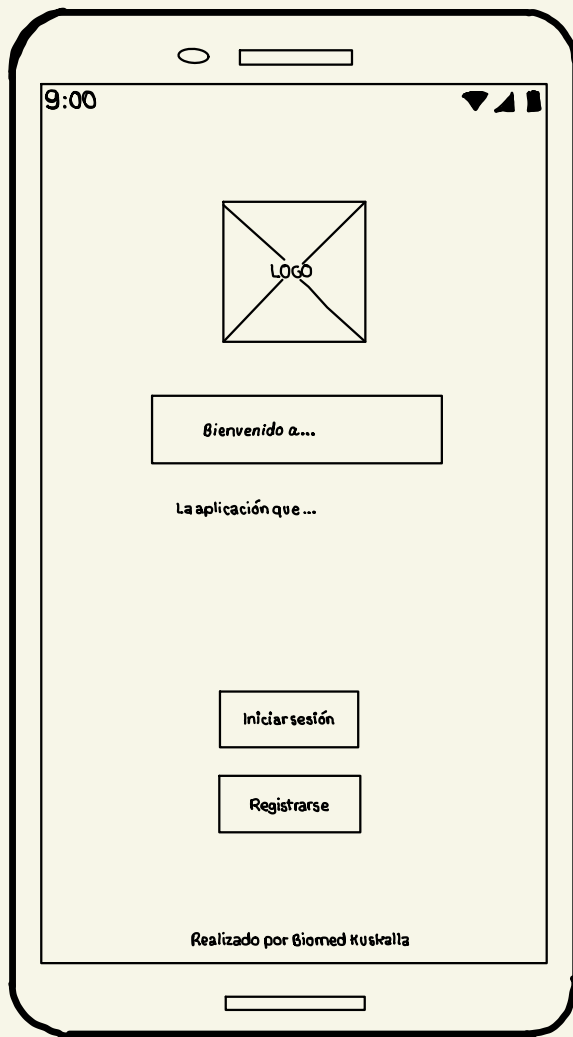 9:00
LOGO
Bienvenido a...
La aplicación que...
Iniciar sesión
Registrarse
Realizado por Biomed Kuskalla